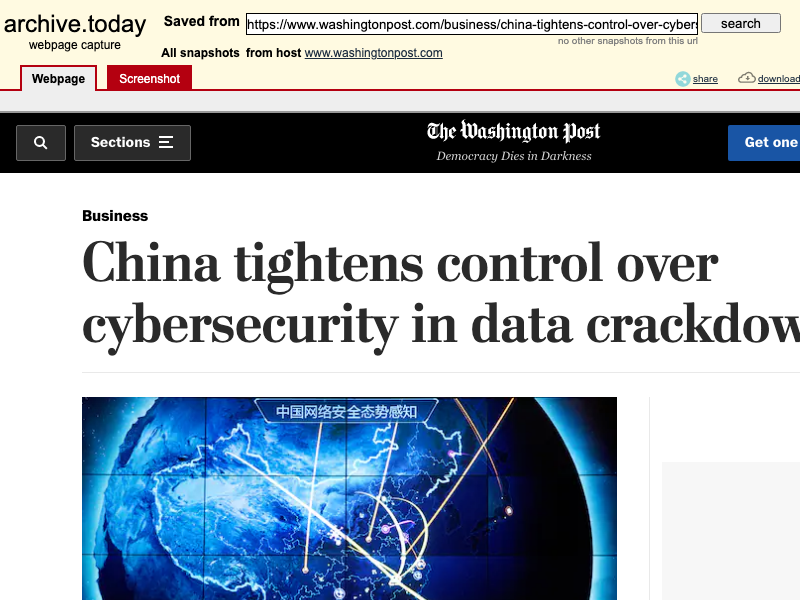 archive.today
webpage capture
Saved from
https://www.washingtonpost.com/business/china-tightens-control-over-cyber
search
no other snapshots from this url
All snapshots from host www.washingtonpost.com
Webpage
Screenshot
share
download
Sections
The Washington Post
Democracy Dies in Darkness
Get one
Business
China tightens control over
cybersecurity in data crackdow
中国网络安全态势感知